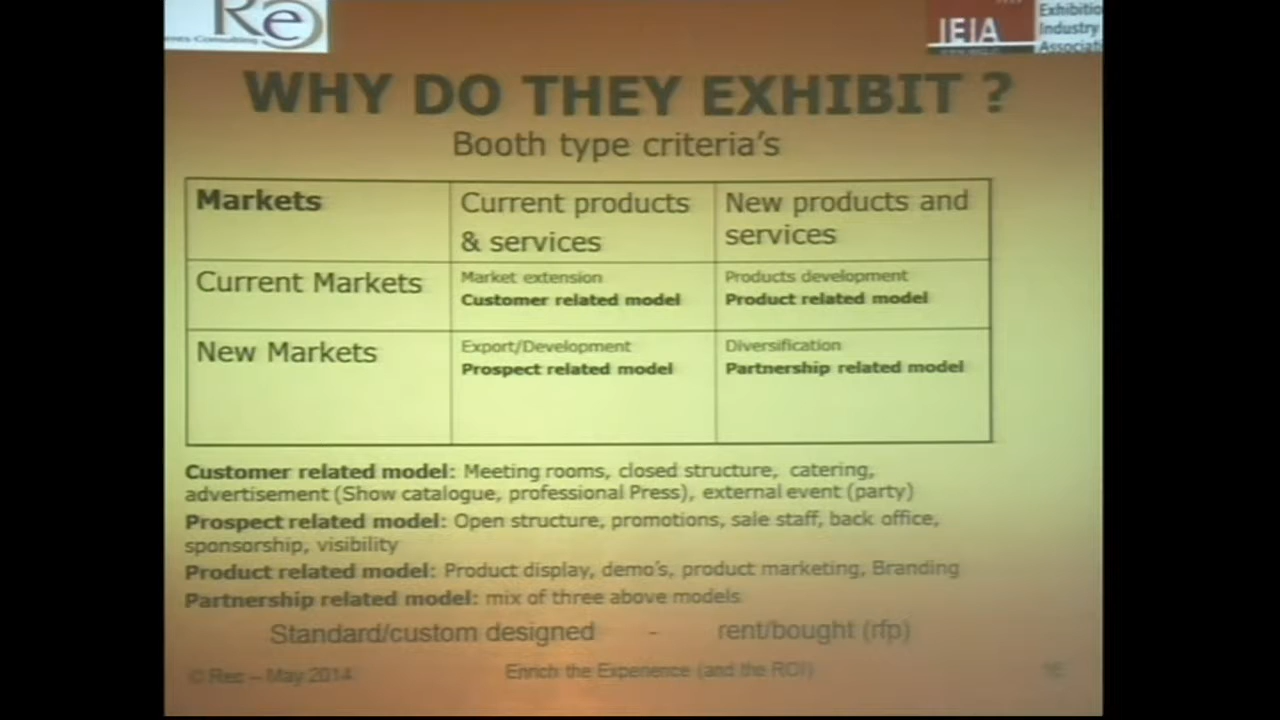 Re
Consulting
IEIA
Exhibitio
Industry
Associati
WHY DO THEY EXHIBIT ?
Booth type criteria's
Markets
Current products
& services
New products and
services
Current Markets
Market extension
Customer related model
Products development
Product related model
New Markets
Export/Development
Prospect related model
Diversification
Partnership related model
Customer related model: Meeting rooms, closed structure, catering,
advertisement (Show catalogue, professional Press), external event (party)
Prospect related model: Open structure, promotions, sale staff, back office,
sponsorship, visibility
Product related model: Product display, demo's, product marketing, Branding
Partnership related model: mix of three above models
Standard/custom designed - rent/bought (rfp)
© Rec – May 2014
Enrich the Experience (and the ROI)